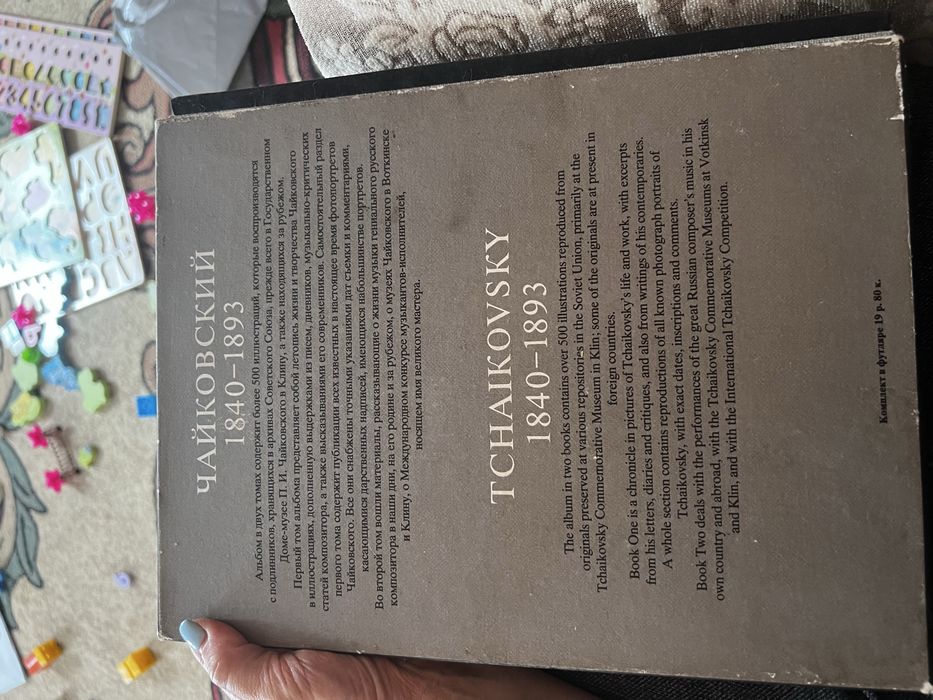 ЧАЙКОВСКИЙ
1840–1893
Альбом в двух томах содержит более 500 иллюстраций, которые воспроизводятся
с подлинников, хранящихся в архивах Советского Союза, прежде всего в Государственном
Доме-музее П. И. Чайковского в Клину, а также находящихся за рубежом.
Первый том альбома представляет собой летопись жизни и творчества Чайковского
в иллюстрациях, дополненную выдержками из писем, дневников, музыкально-критических
статей композитора, а также высказываниями его современников. Самостоятельный раздел
первого тома содержит публикации всех известных в настоящее время фотопортретов
Чайковского. Все они снабжены точными указаниями дат съемки и комментариями,
касающимися дарственных надписей, имеющихся на большинстве портретов.
Во второй том вошли материалы, рассказывающие о жизни музыки гениального русского
композитора в наши дни, на его родине и за рубежом, о музеях Чайковского в Воткинске
и Клину, о Международном конкурсе музыкантов-исполнителей,
носящем имя великого мастера.
TCHAIKOVSKY
1840–1893
The album in two books contains over 500 illustrations reproduced from
originals preserved at various repositories in the Soviet Union, primarily at the
Tchaikovsky Commemorative Museum in Klin; some of the originals are at present in
foreign countries.
Book One is a chronicle in pictures of Tchaikovsky's life and work, with excerpts
from his letters, diaries and critiques, and also from writings of his contemporaries.
A whole section contains reproductions of all known photograph portraits of
Tchaikovsky, with exact dates, inscriptions and comments.
Book Two deals with the performances of the great Russian composer's music in his
own country and abroad, with the Tchaikovsky Commemorative Museums at Votkinsk
and Klin, and with the International Tchaikovsky Competition.
Комплект в футляре 19 р. 80 к.